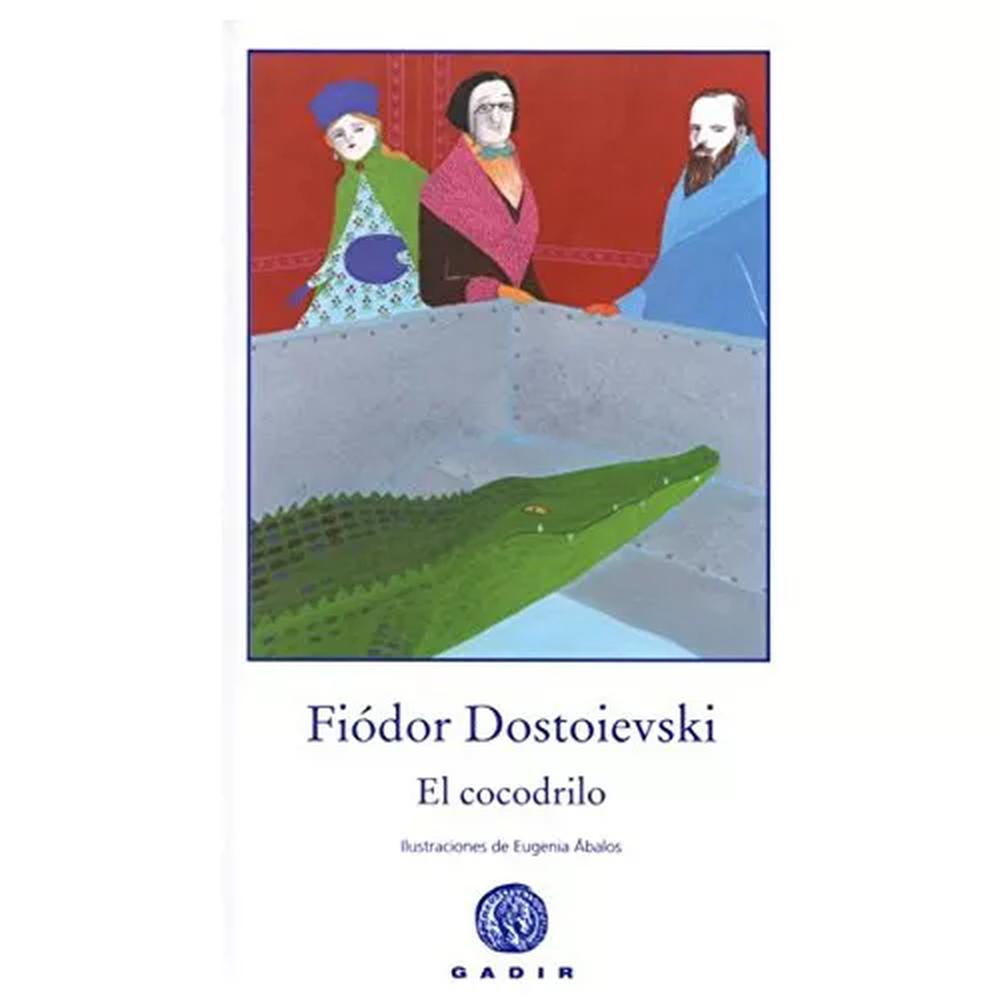 Fiódor Dostoievski
El cocodrilo
Ilustraciones de Eugenia Ábalos
GADIR